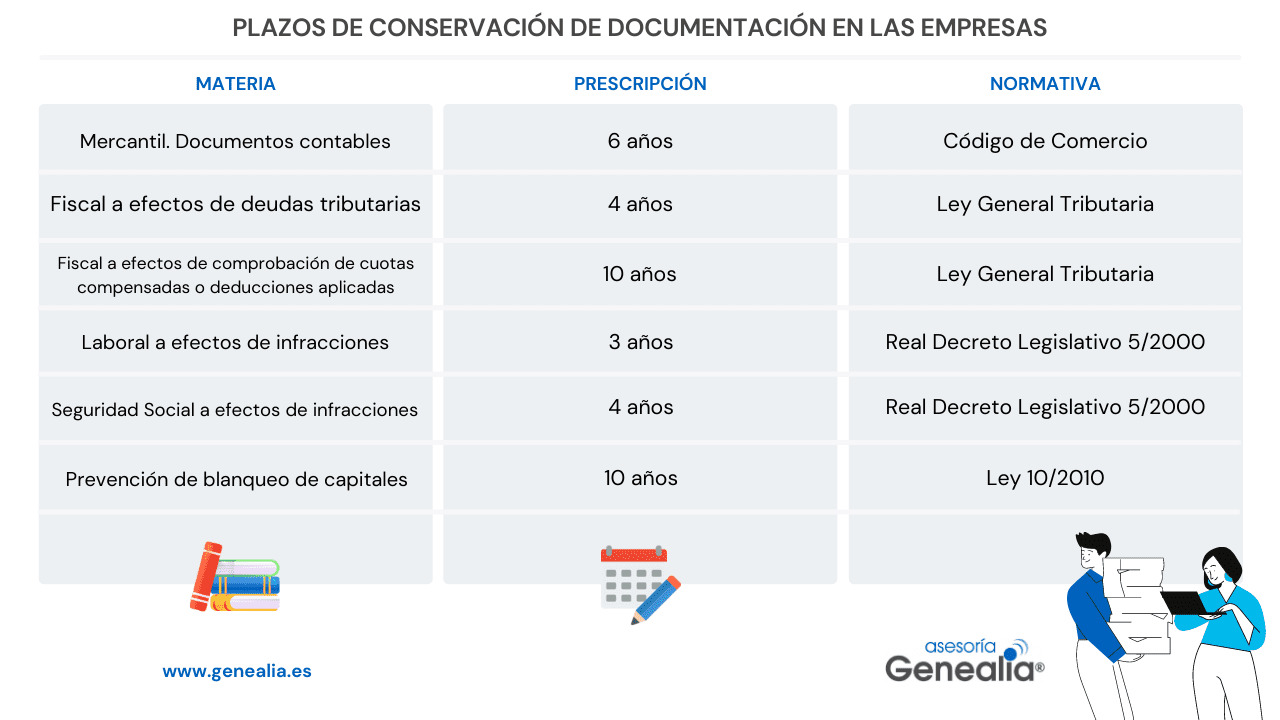 PLAZOS DE CONSERVACIÓN DE DOCUMENTACIÓN EN LAS EMPRESAS
MATERIA PRESCRIPCIÓN NORMATIVA
Mercantil. Documentos contables 6 años Código de Comercio
Fiscal a efectos de deudas tributarias 4 años Ley General Tributaria
Fiscal a efectos de comprobación de cuotas
compensadas o deducciones aplicadas 10 años Ley General Tributaria
Laboral a efectos de infracciones 3 años Real Decreto Legislativo 5/2000
Seguridad Social a efectos de infracciones 4 años Real Decreto Legislativo 5/2000
Prevención de blanqueo de capitales 10 años Ley 10/2010
www.genealia.es
asesoría
Genealia®